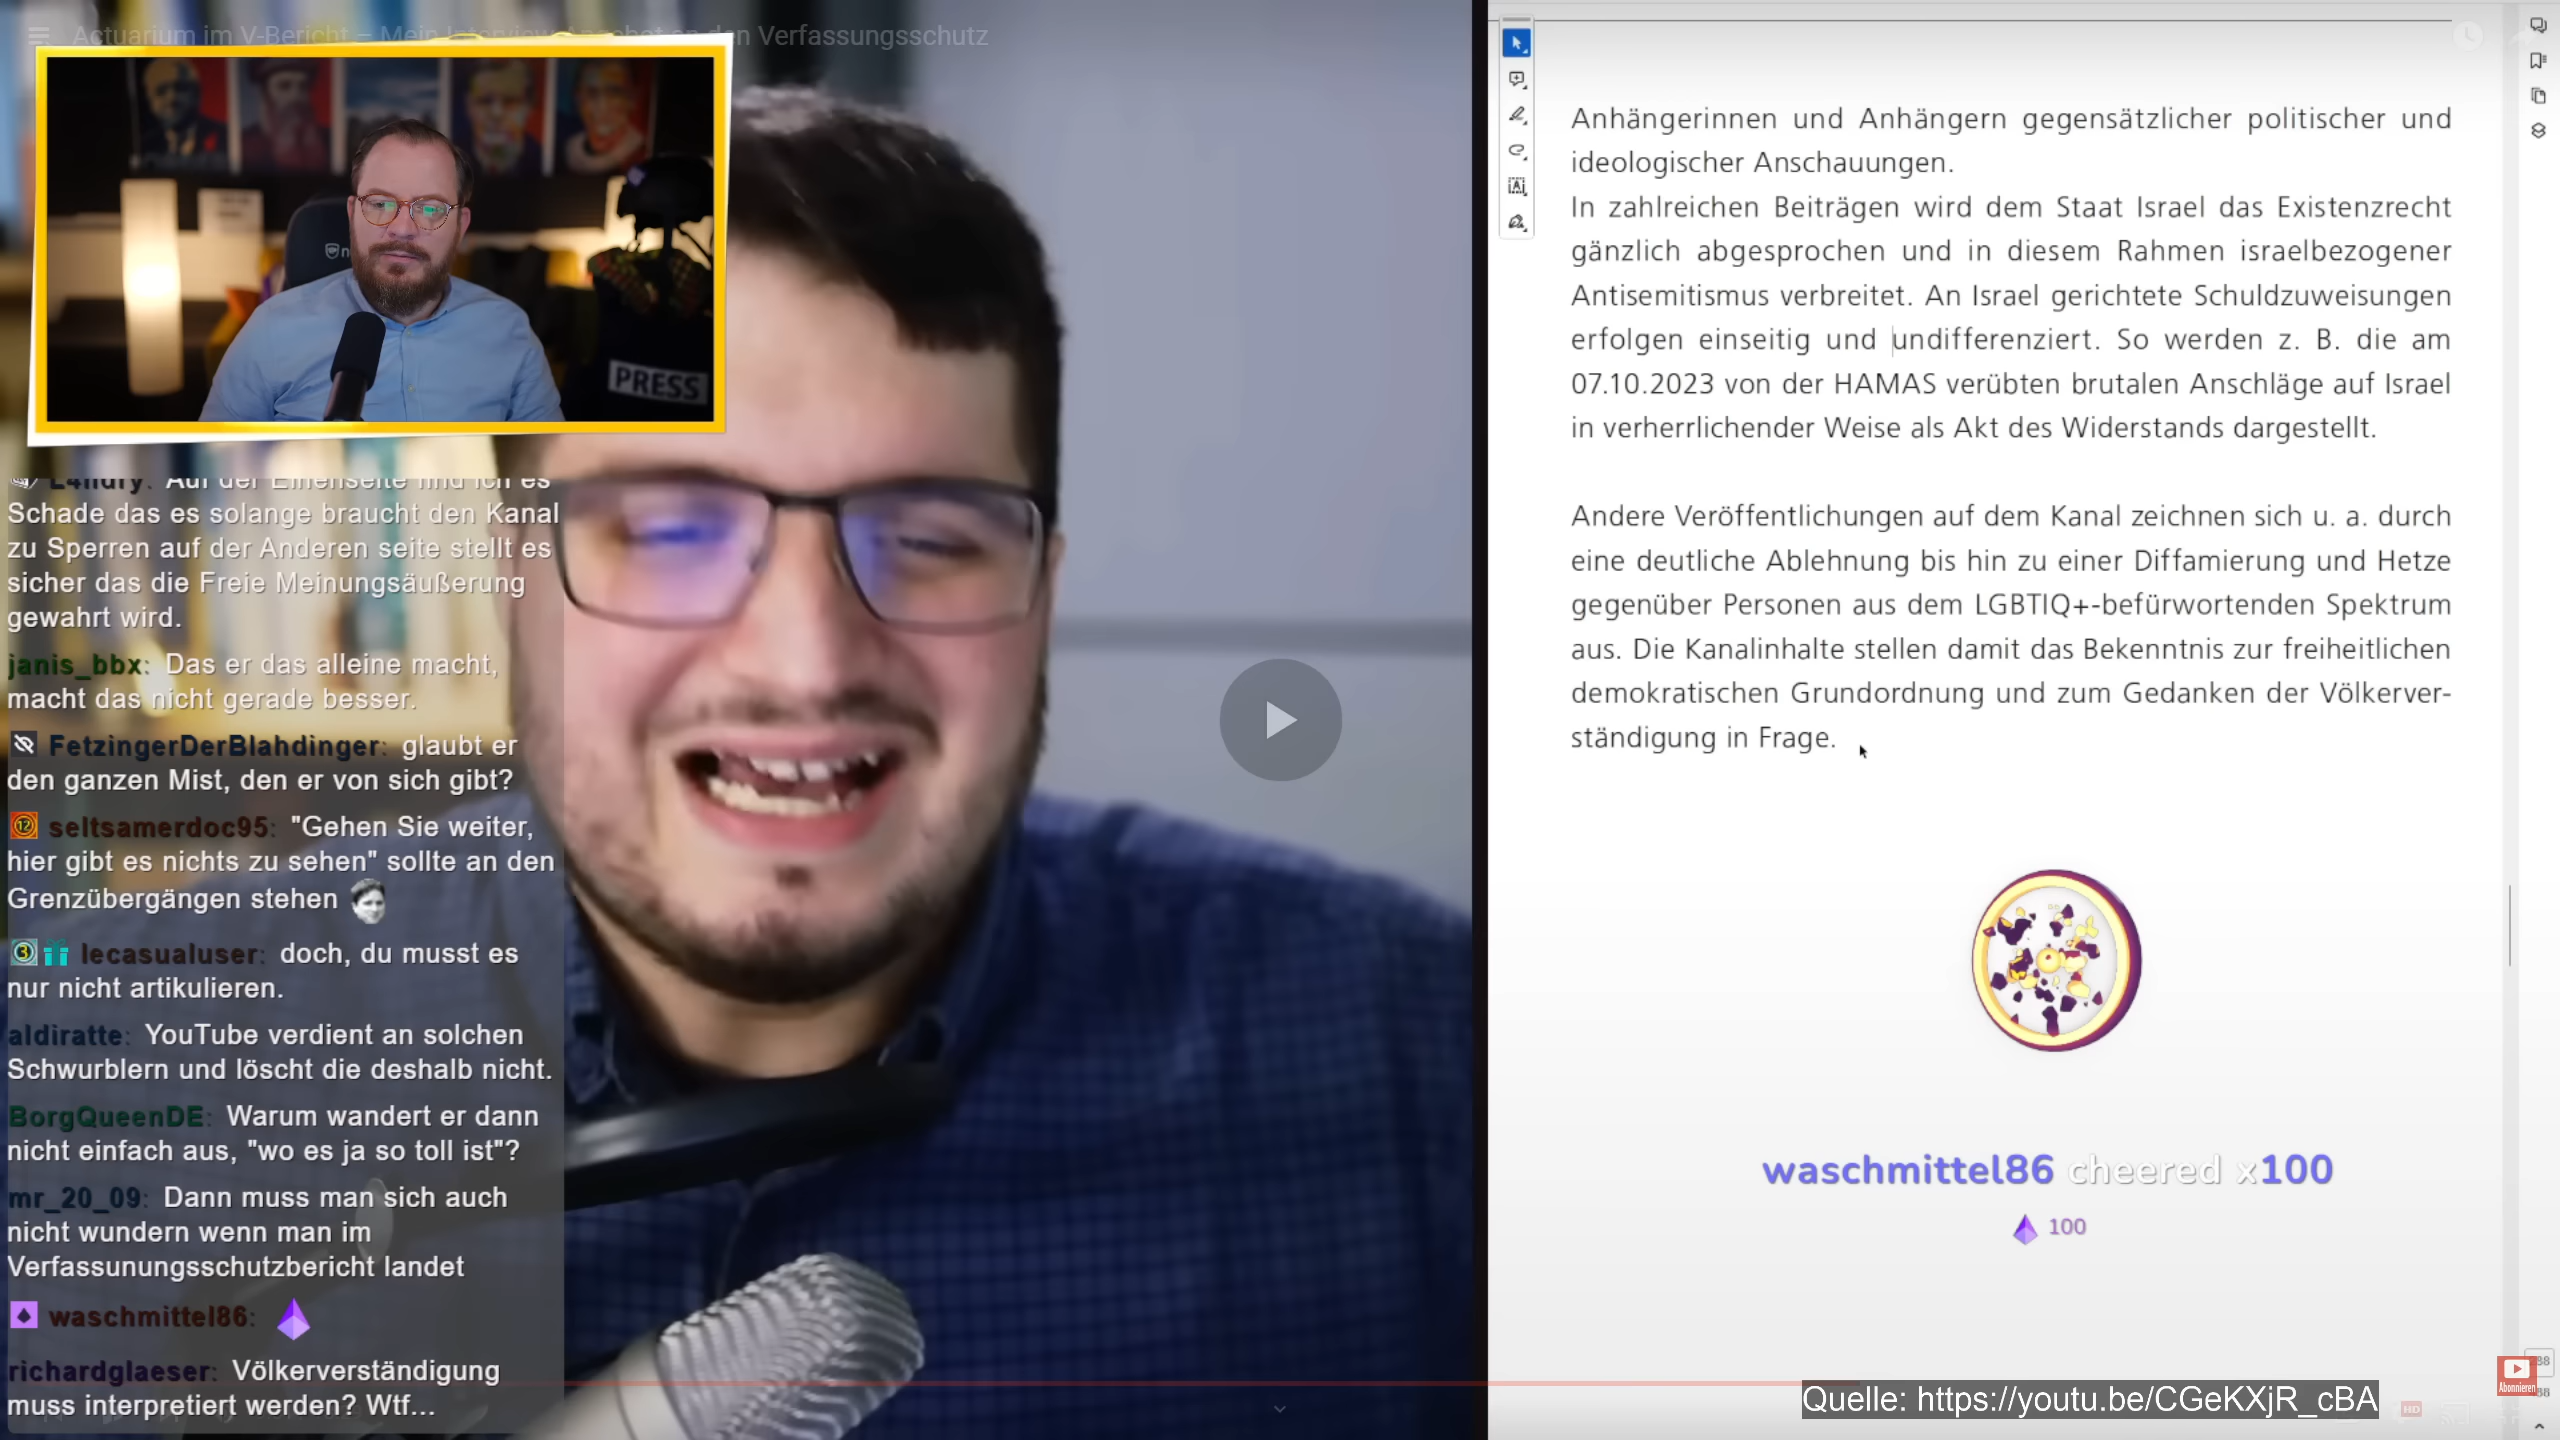 Actuarium im V-Bericht – Mein Interview-Angebot an den Verfassungsschutz
PRESS
Auf der Einenseite find ich es
Schade das es solange braucht den Kanal
zu Sperren auf der Anderen seite stellt es
sicher das die Freie Meinungsäußerung
gewahrt wird.
janis_bbx: Das er das alleine macht,
macht das nicht gerade besser.
FetzingerDerBlahdinger: glaubt er
den ganzen Mist, den er von sich gibt?
seltsamerdoc95: "Gehen Sie weiter,
hier gibt es nichts zu sehen" sollte an den
Grenzübergängen stehen
lecasualuser: doch, du musst es
nur nicht artikulieren.
aldiratte: YouTube verdient an solchen
Schwurblern und löscht die deshalb nicht.
BorgQueenDE: Warum wandert er dann
nicht einfach aus, "wo es ja so toll ist"?
mr_20_09: Dann muss man sich auch
nicht wundern wenn man im
Verfassunungsschutzbericht landet
waschmittel86:
richardglaeser: Völkerverständigung
muss interpretiert werden? Wtf...
Anhängerinnen und Anhängern gegensätzlicher politischer und
ideologischer Anschauungen.
In zahlreichen Beiträgen wird dem Staat Israel das Existenzrecht
gänzlich abgesprochen und in diesem Rahmen israelbezogener
Antisemitismus verbreitet. An Israel gerichtete Schuldzuweisungen
erfolgen einseitig und undifferenziert. So werden z. B. die am
07.10.2023 von der HAMAS verübten brutalen Anschläge auf Israel
in verherrlichender Weise als Akt des Widerstands dargestellt.
Andere Veröffentlichungen auf dem Kanal zeichnen sich u. a. durch
eine deutliche Ablehnung bis hin zu einer Diffamierung und Hetze
gegenüber Personen aus dem LGBTIQ+-befürwortenden Spektrum
aus. Die Kanalinhalte stellen damit das Bekenntnis zur freiheitlichen
demokratischen Grundordnung und zum Gedanken der Völkerver-
ständigung in Frage.
waschmittel86 cheered x100
100
Abonnieren
Quelle: https://youtu.be/CGeKXjR_cBA
HD